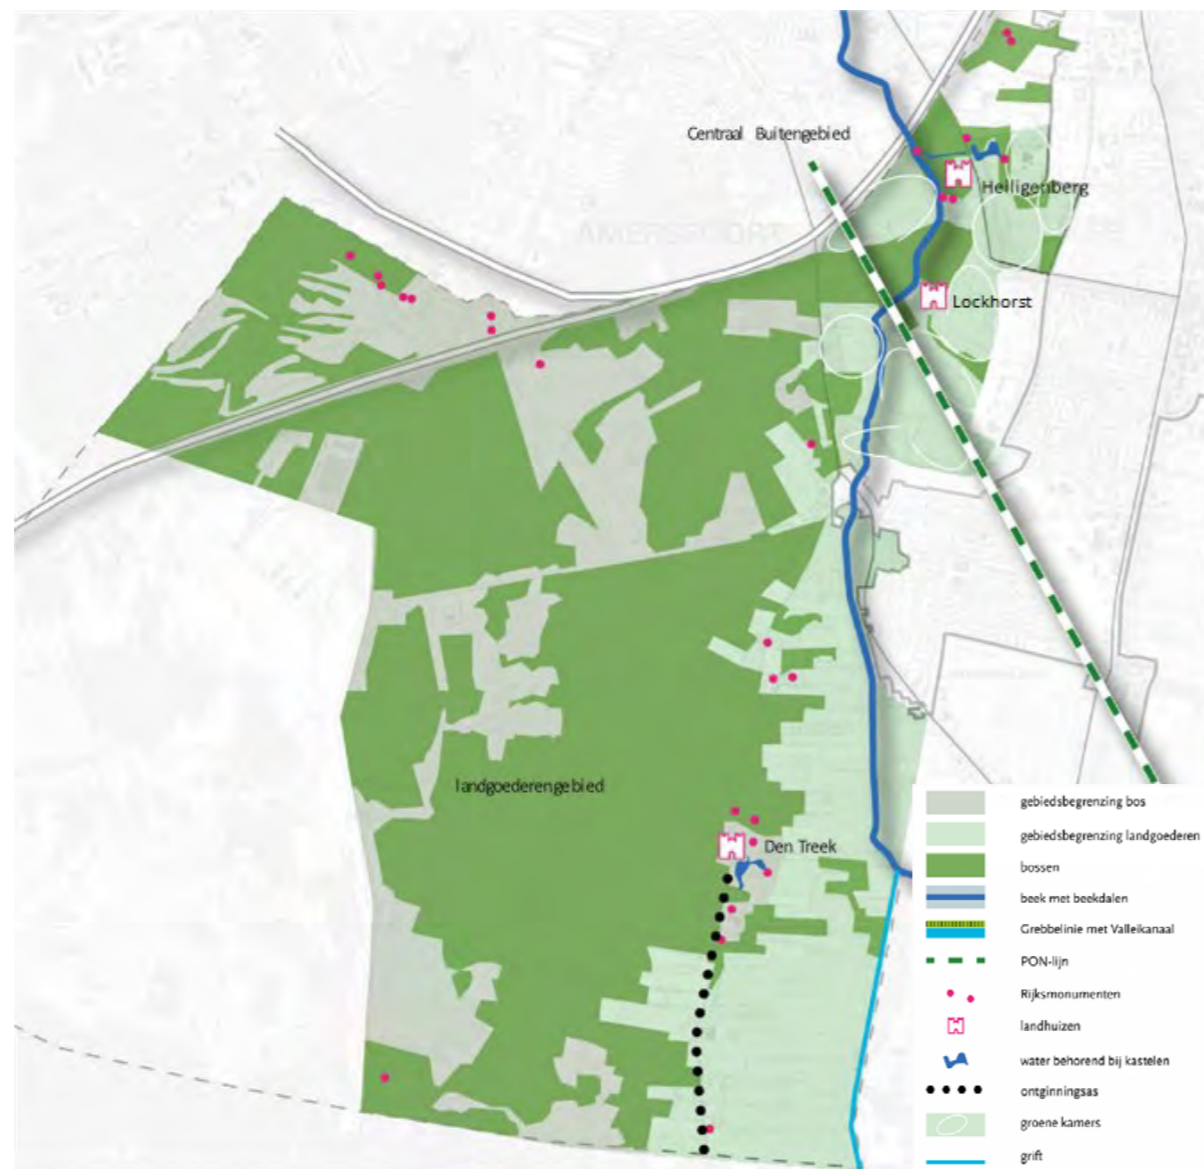 Centraal Buitengebied
Heiligenberg
AMERSFOORT
Lockhorst
landgoederengebied
Den Treek
gebiedsbegrenzing bos
gebiedsbegrenzing landgoederen
bossen
beek met beekdalen
Grebbelinie met Valleikanaal
PON-lijn
Rijksmonumenten
landhuizen
water behorend bij kastelen
ontginningsas
groene kamers
grift